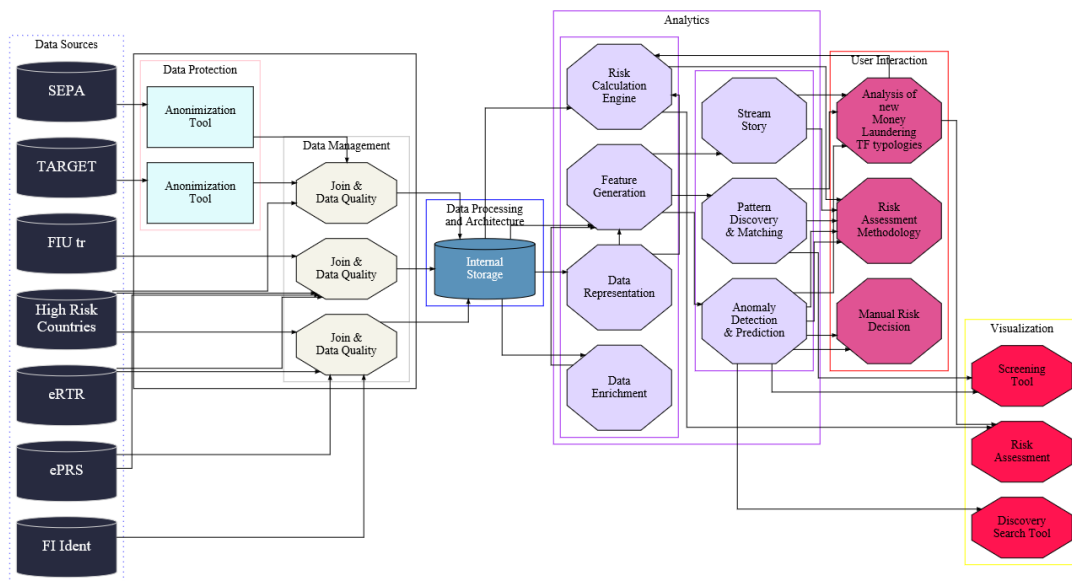 Data Sources
SEPA
TARGET
FIU tr
High Risk
Countries
eRTR
ePRS
FI Ident
Data Protection
Anonimization
Tool
Anonimization
Tool
Data Management
Join &
Data Quality
Join &
Data Quality
Join &
Data Quality
Data Processing
and Architecture
Internal
Storage
Analytics
Risk
Calculation
Engine
Feature
Generation
Data
Representation
Data
Enrichment
Stream
Story
Pattern
Discovery
& Matching
Anomaly
Detection
& Prediction
User Interaction
Analysis of
new
Money
Laundering
TF typologies
Risk
Assessment
Methodology
Manual Risk
Decision
Visualization
Screening
Tool
Risk
Assessment
Discovery
Search Tool